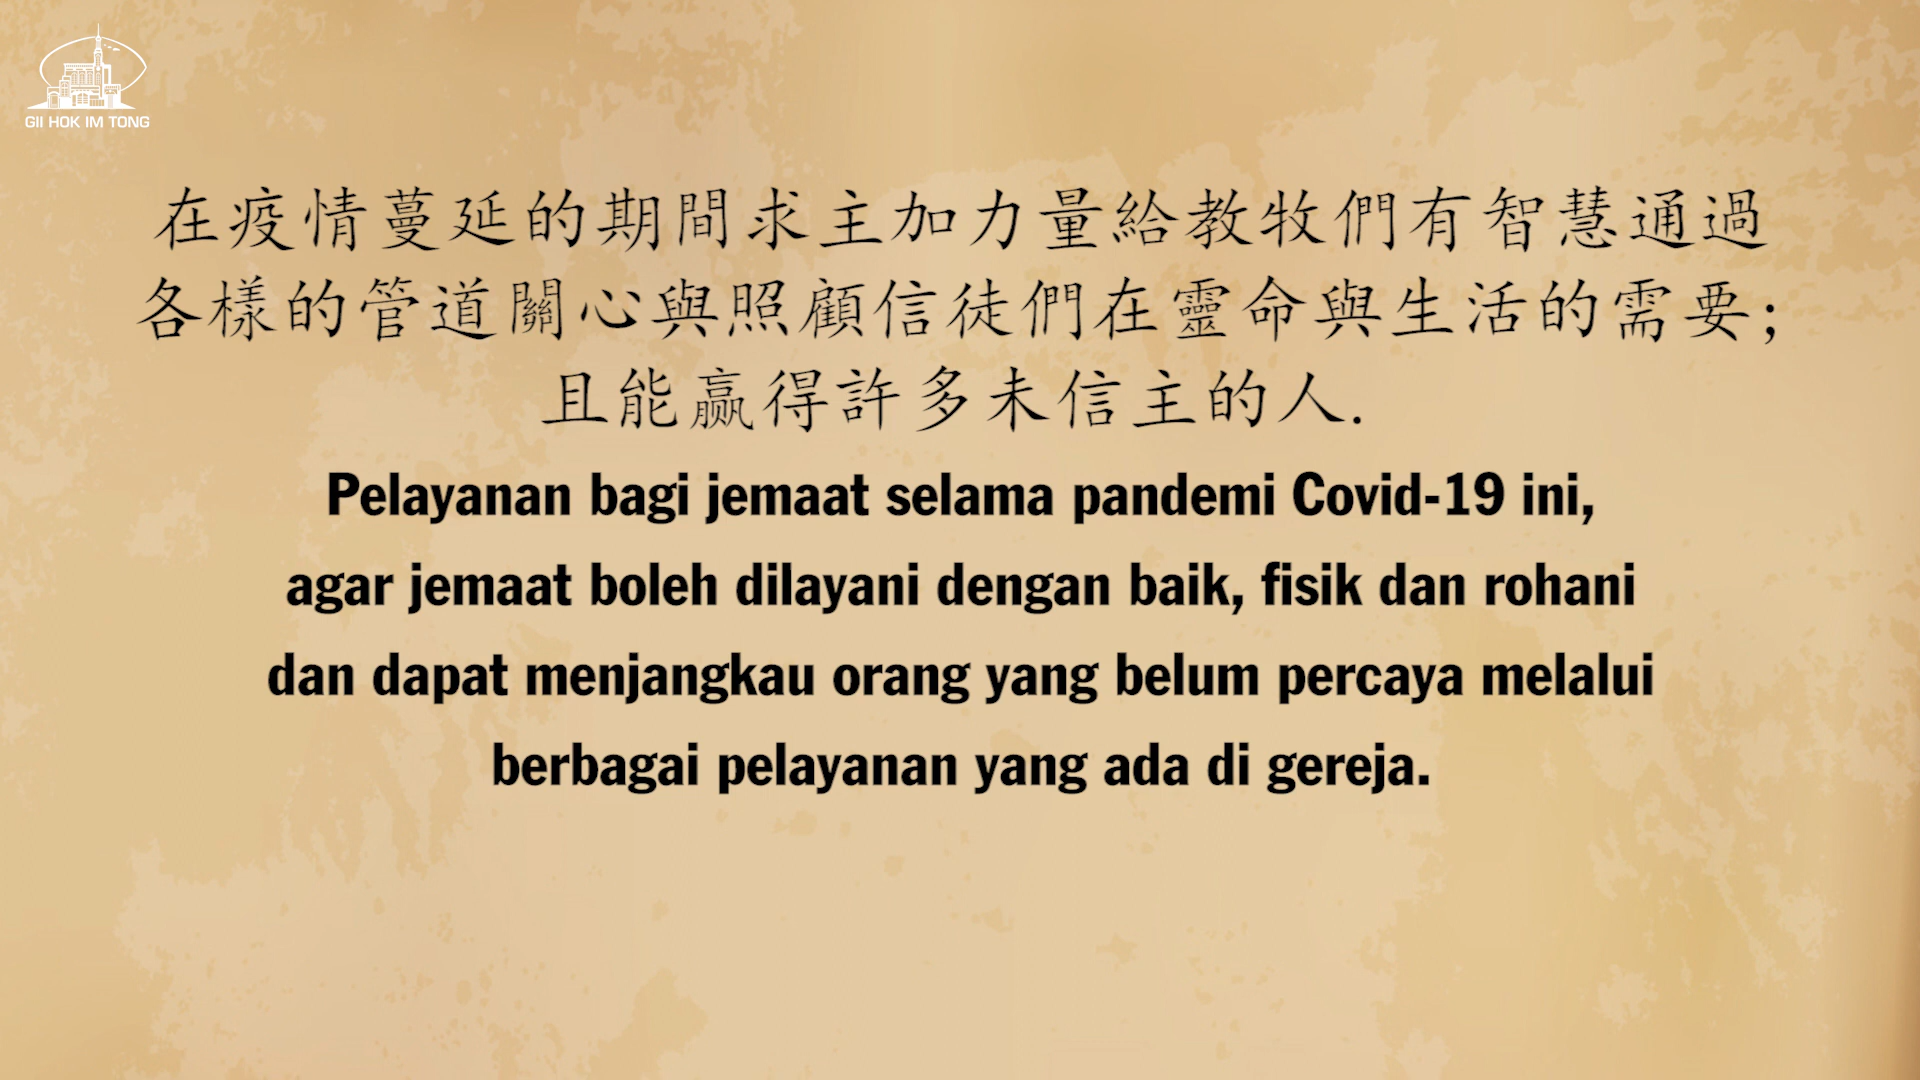 GII HOK IM TONG
在疫情蔓延的期間求主加力量給教牧們有智慧通過
各樣的管道關心與照顧信徒們在靈命與生活的需要;
且能赢得許多未信主的人.
Pelayanan bagi jemaat selama pandemi Covid-19 ini,
agar jemaat boleh dilayani dengan baik, fisik dan rohani
dan dapat menjangkau orang yang belum percaya melalui
berbagai pelayanan yang ada di gereja.